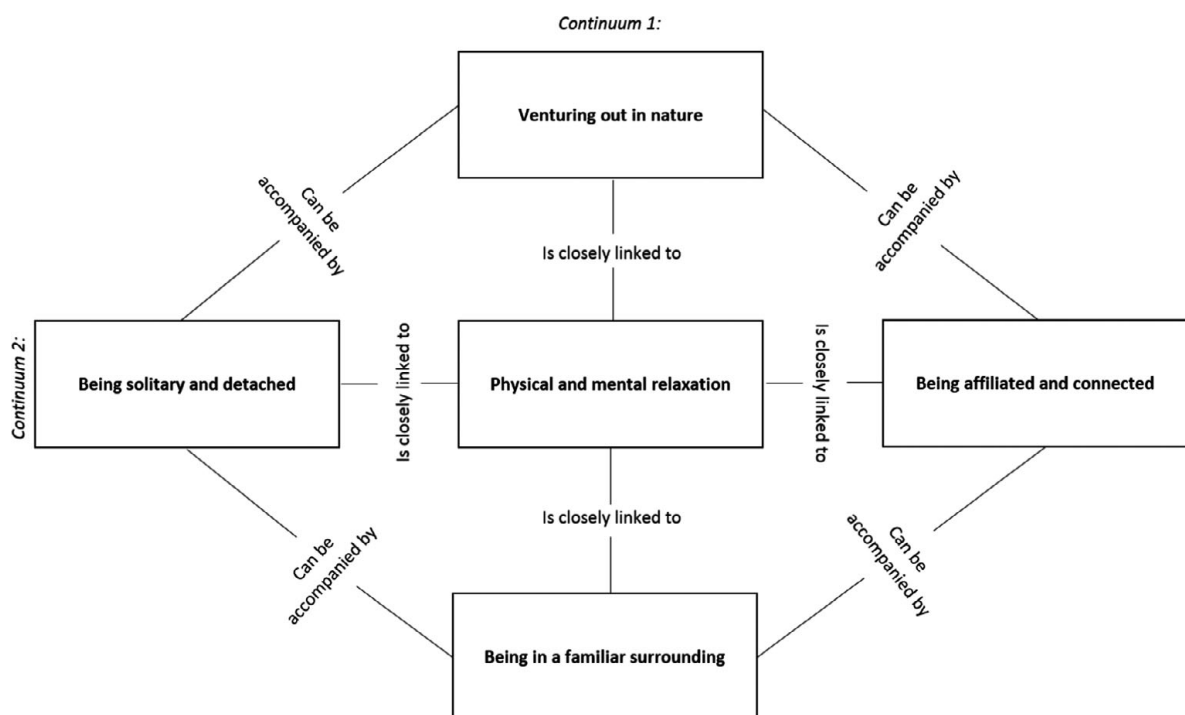 Continuum 1:
Venturing out in nature
Can be
accompanied by
Can be
accompanied by
Is closely linked to
Continuum 2:
Being solitary and detached
Is closely linked to
Physical and mental relaxation
Is closely linked to
Being affiliated and connected
Is closely linked to
Can be
accompanied by
Can be
accompanied by
Being in a familiar surrounding